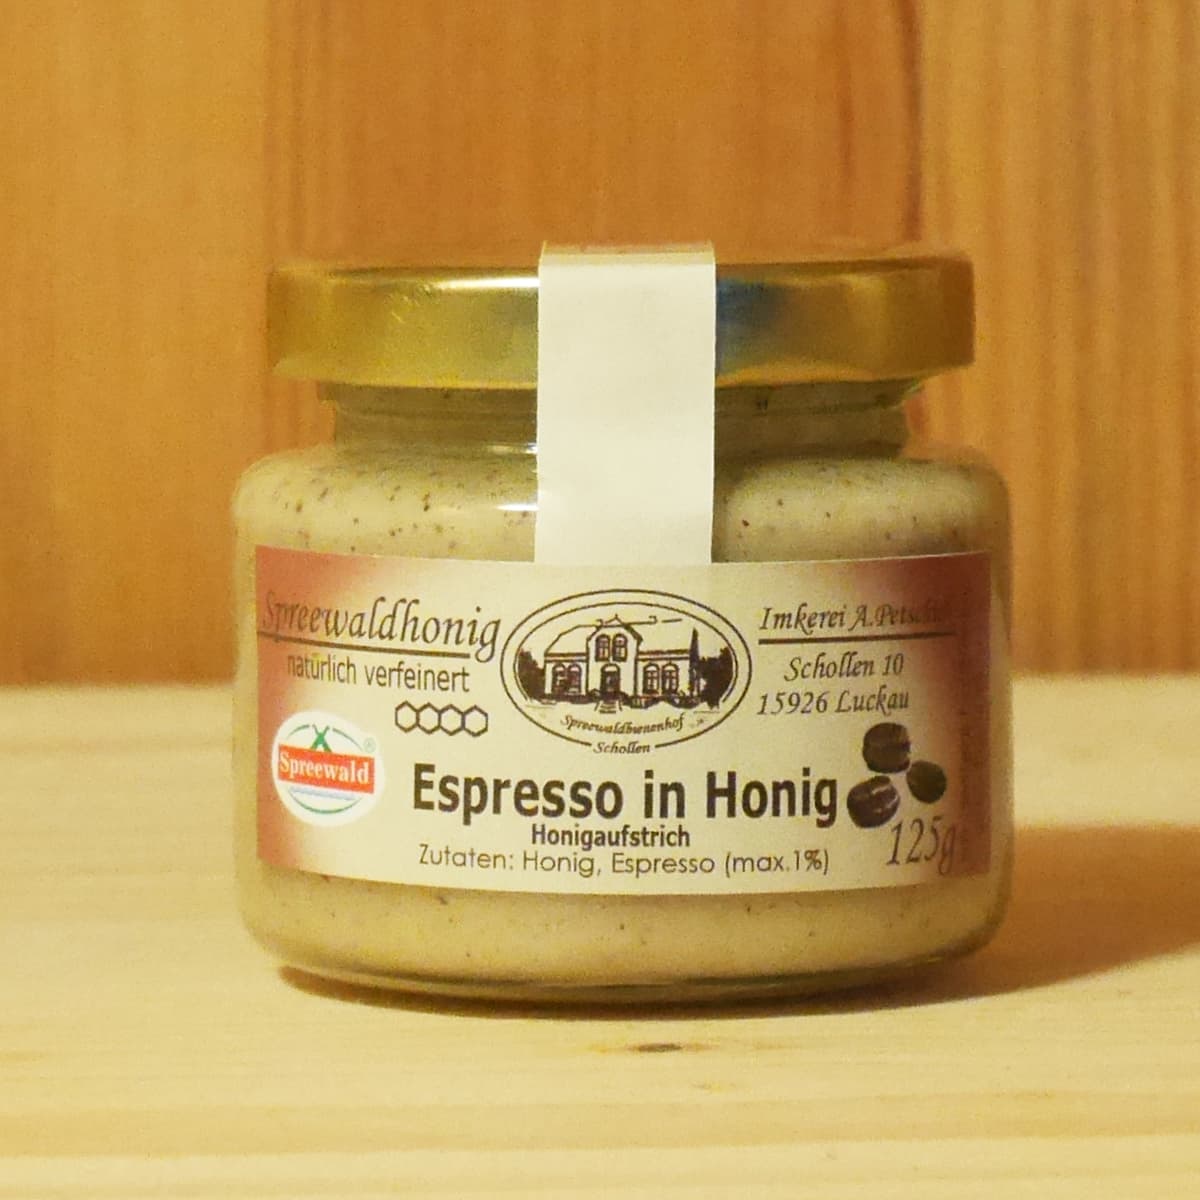 Spreewaldhonig
natürlich verfeinert
Imkerei A.
Schollen 10
15926 Luckau
Spreewaldbienenhof
Schollen
Spreewald®
Espresso in Honig
Honigaufstrich
Zutaten: Honig, Espresso (max.1%)
125g